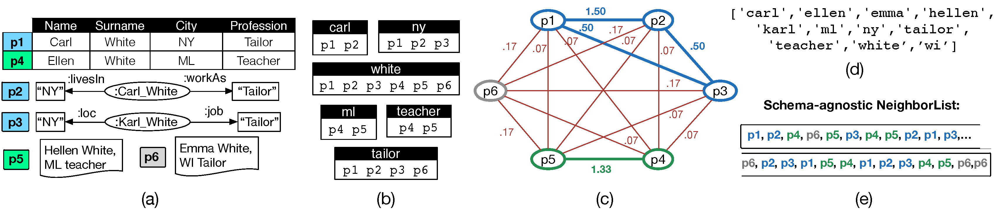 Name Surname City Profession
p1 Carl White NY Tailor
p4 Ellen White ML Teacher
:livesIn :workAs
p2 “NY” :Carl_White “Tailor”
:loc :job
p3 “NY” :Karl_White “Tailor”
p5 Hellen White,
ML teacher
p6 Emma White,
WI Tailor
(a)
carl
p1 p2
ny
p1 p2 p3
white
p1 p2 p3 p4 p5 p6
ml
p4 p5
teacher
p4 p5
tailor
p1 p2 p3 p6
(b)
1.50
p1 p2
.50 .17
.17 .07 .07 .07 .07 .50
.17
p6 p3
.07
.17 .07 .07
p5 p4
1.33
(c)
['carl','ellen','emma','hellen',
'karl','ml','ny','tailor',
'teacher','white’,’wi’]
(d)
Schema-agnostic NeighborList:
p1, p2, p4, p6, p5, p3, p4, p5, p2, p1, p3,...
p6, p2, p3, p1, p5, p4, p1, p2, p3, p4, p5, p6,p6
(e)